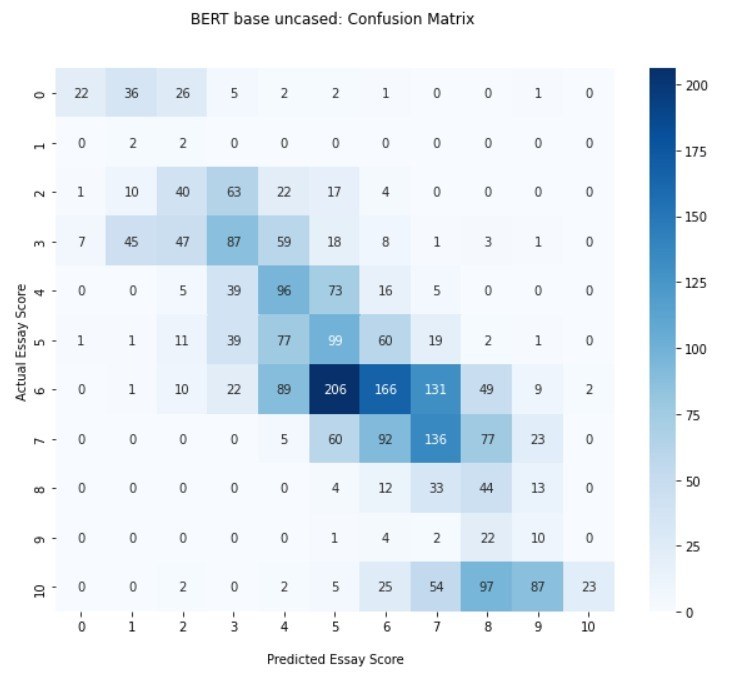 BERT base uncased: Confusion Matrix
0 22 36 26 5 2 2 1 0 0 1 0
1 0 2 2 0 0 0 0 0 0 0 0
2 1 10 40 63 22 17 4 0 0 0 0
3 7 45 47 87 59 18 8 1 3 1 0
4 0 0 5 39 96 73 16 5 0 0 0
5 1 1 11 39 77 99 60 19 2 1 0
6 0 1 10 22 89 206 166 131 49 9 2
7 0 0 0 0 5 60 92 136 77 23 0
8 0 0 0 0 0 4 12 33 44 13 0
9 0 0 0 0 0 1 4 2 22 10 0
10 0 0 2 0 2 5 25 54 97 87 23
0 1 2 3 4 5 6 7 8 9 10
Actual Essay Score
Predicted Essay Score
200
175
150
125
100
75
50
25
0